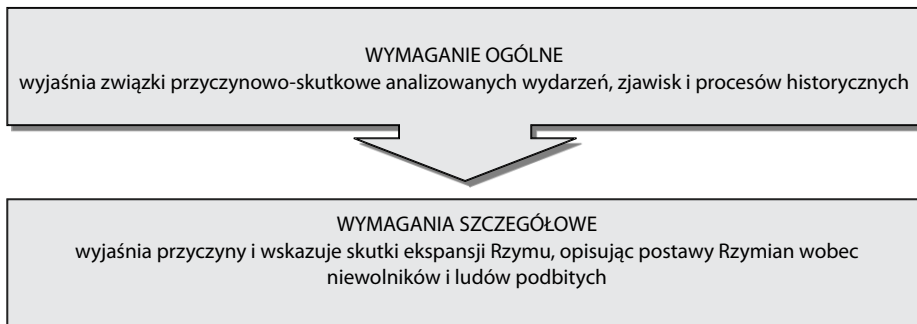 WYMAGANIE OGÓLNE
wyjaśnia związki przyczynowo-skutkowe analizowanych wydarzeń, zjawisk i procesów historycznych
WYMAGANIA SZCZEGÓŁOWE
wyjaśnia przyczyny i wskazuje skutki ekspansji Rzymu, opisując postawy Rzymian wobec
niewolników i ludów podbitych